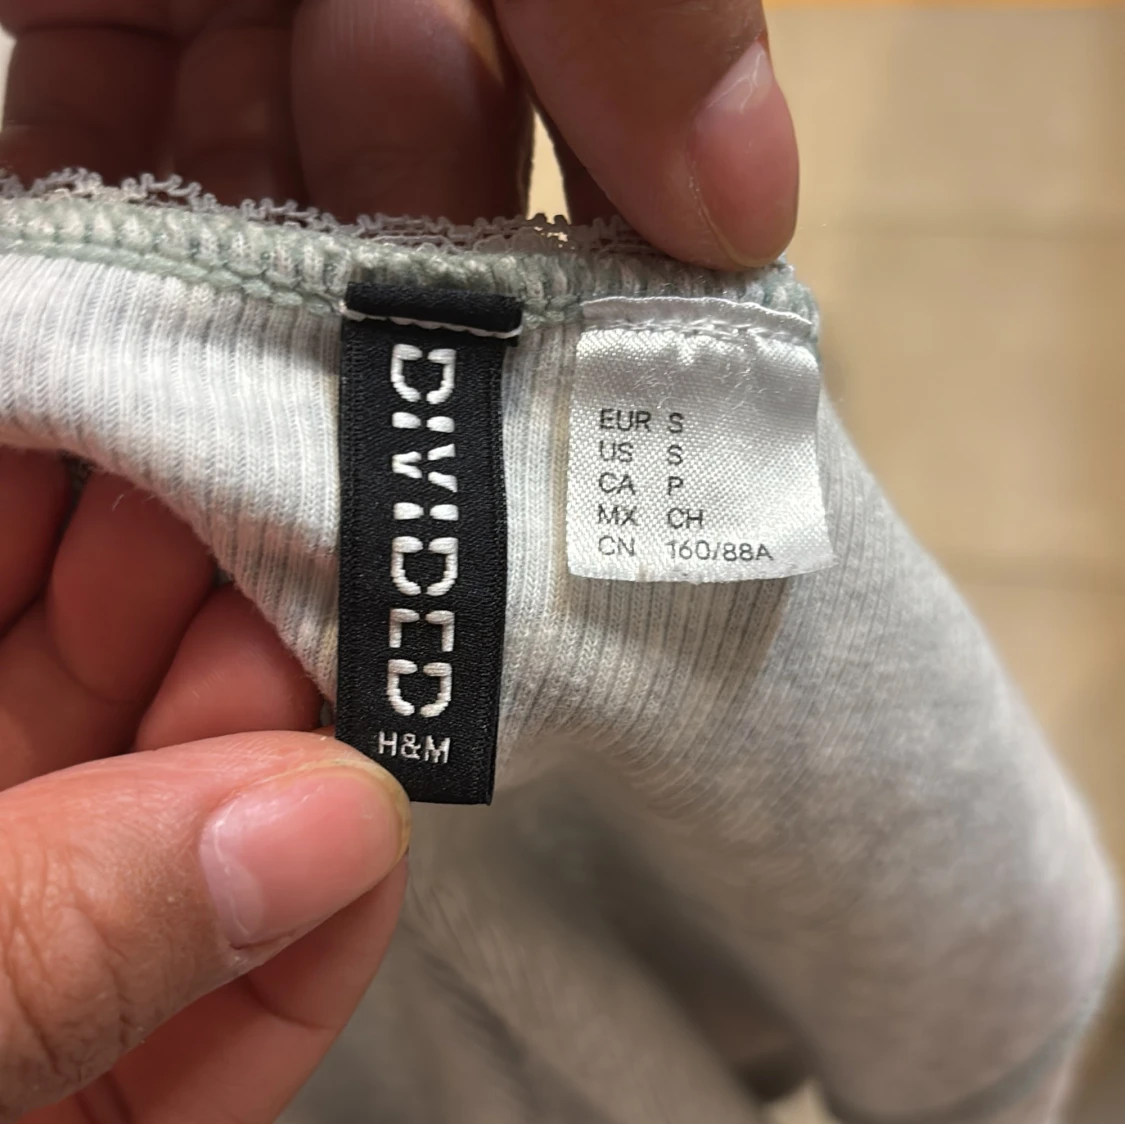 DIVIDED
H&M
EUR S
US S
CA P
MX CH
CN 160/88A